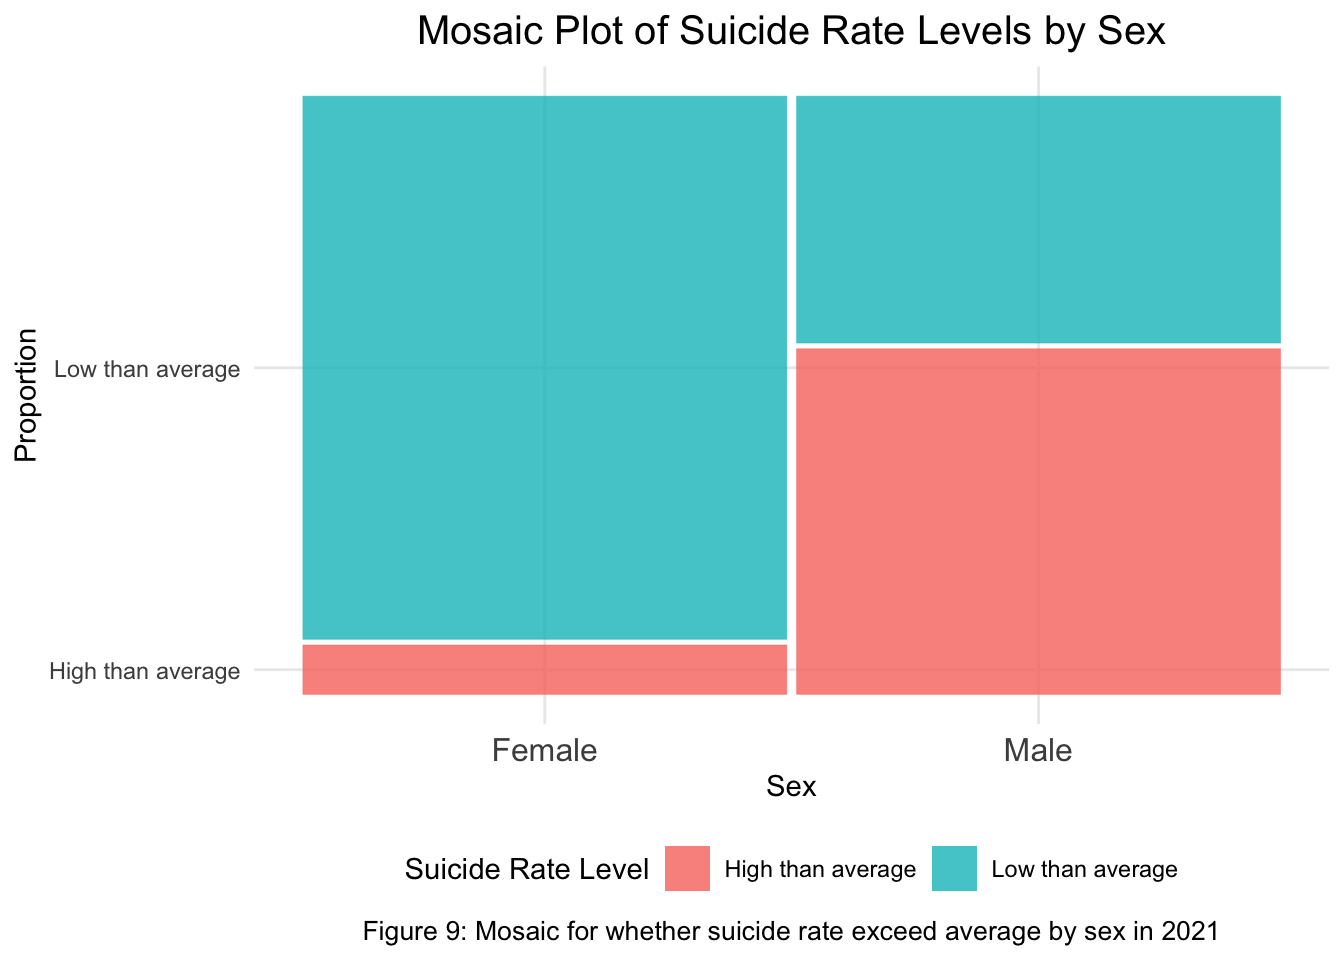 Mosaic Plot of Suicide Rate Levels by Sex
Proportion
Low than average
High than average
Female
Male
Sex
Suicide Rate Level
High than average
Low than average
Figure 9: Mosaic for whether suicide rate exceed average by sex in 2021